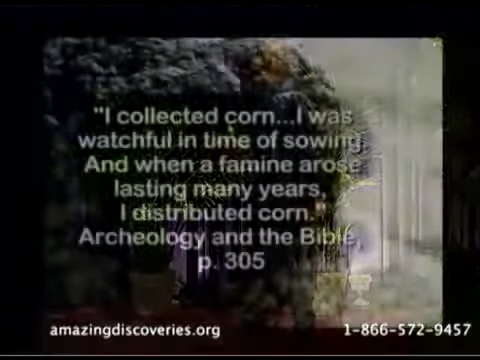 "I collected corn...I was
watchful in time of sowing.
And when a famine arose
lasting many years,
I distributed corn."
Archeology and the Bible,
p. 305
amazingdiscoveries.org
1-866-572-9457